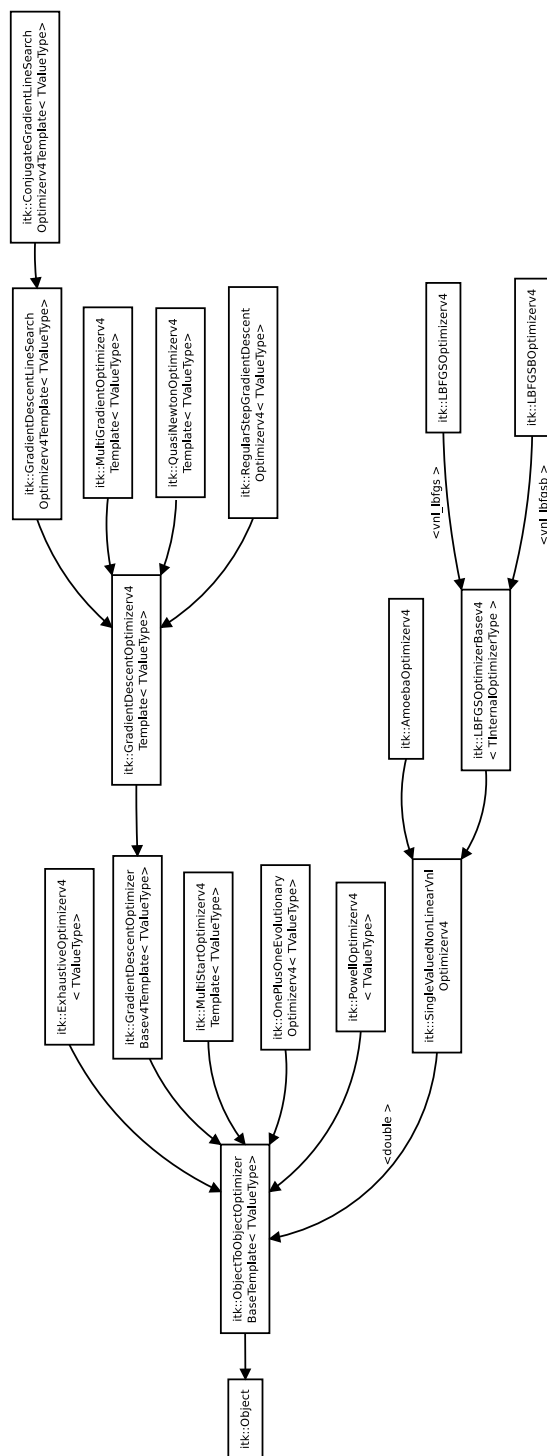 itk::ConjugateGradientLineSearch
Optimizerv4Template< TValueType>
itk::GradientDescentLineSearch
Optimizerv4Template< TValueType>
itk::MultiGradientOptimizerv4
Template< TValueType>
itk::QuasiNewtonOptimizerv4
Template< TValueType>
itk::RegularStepGradientDescent
Optimizerv4< TValueType>
itk::LBFGSOptimizerv4
itk::LBFGSBOptimizerv4
<vnl_lbfgs >
<vnl_lbfgsb >
itk::GradientDescentOptimizerv4
Template< TValueType>
itk::AmoebaOptimizerv4
itk::LBFGSOptimizerBasev4
< TInternalOptimizerType >
itk::ExhaustiveOptimizerv4
< TValueType>
itk::GradientDescentOptimizer
Basev4Template< TValueType>
itk::MultiStartOptimizerv4
Template< TValueType>
itk::OnePlusOneEvolutionary
Optimizerv4< TValueType>
itk::PowellOptimizerv4
< TValueType>
itk::SingleValuedNonLinearVnl
Optimizerv4
<double >
itk::ObjectToObjectOptimizer
BaseTemplate< TValueType>
itk::Object